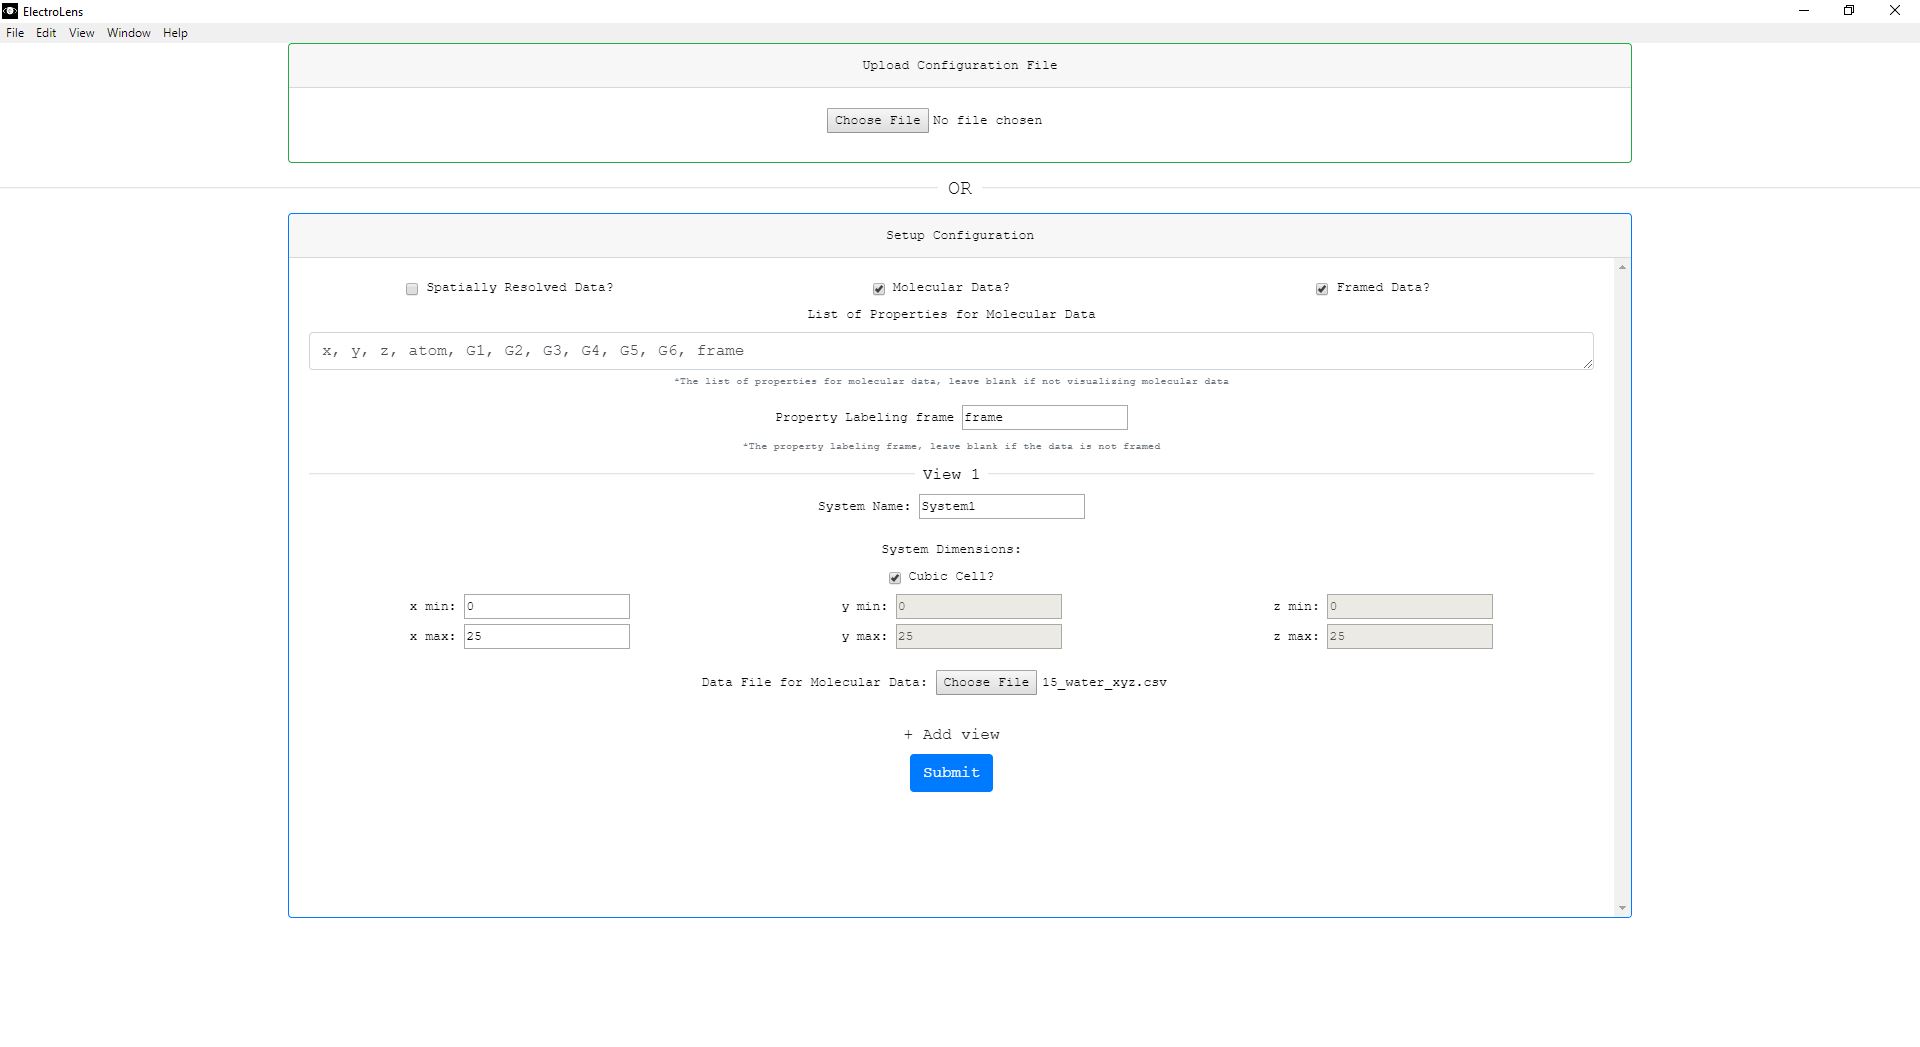 ElectroLens
File Edit View Window Help
Upload Configuration File
Choose File No file chosen
OR
Setup Configuration
Spatially Resolved Data? Molecular Data? Framed Data?
List of Properties for Molecular Data
x, y, z, atom, G1, G2, G3, G4, G5, G6, frame
*The list of properties for molecular data, leave blank if not visualizing molecular data
Property Labeling frame frame
*The property labeling frame, leave blank if the data is not framed
View 1
System Name: System1
System Dimensions:
Cubic Cell?
x min: 0 y min: 0 z min: 0
x max: 25 y max: 25 z max: 25
Data File for Molecular Data: Choose File 15_water_xyz.csv
+ Add view
Submit